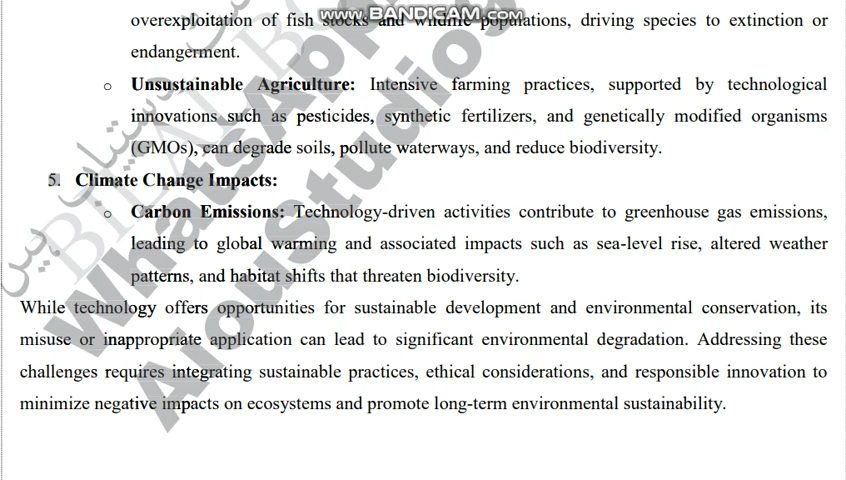 www.BANDICAM.com
overexploitation of fish stocks and wildlife populations, driving species to extinction or
endangerment.
o Unsustainable Agriculture: Intensive farming practices, supported by technological
innovations such as pesticides, synthetic fertilizers, and genetically modified organisms
(GMOs), can degrade soils, pollute waterways, and reduce biodiversity.
5. Climate Change Impacts:
o Carbon Emissions: Technology-driven activities contribute to greenhouse gas emissions,
leading to global warming and associated impacts such as sea-level rise, altered weather
patterns, and habitat shifts that threaten biodiversity.
While technology offers opportunities for sustainable development and environmental conservation, its
misuse or inappropriate application can lead to significant environmental degradation. Addressing these
challenges requires integrating sustainable practices, ethical considerations, and responsible innovation to
minimize negative impacts on ecosystems and promote long-term environmental sustainability.
WhatsApp
AiouStudio
BILAL
دستیاب ہیں